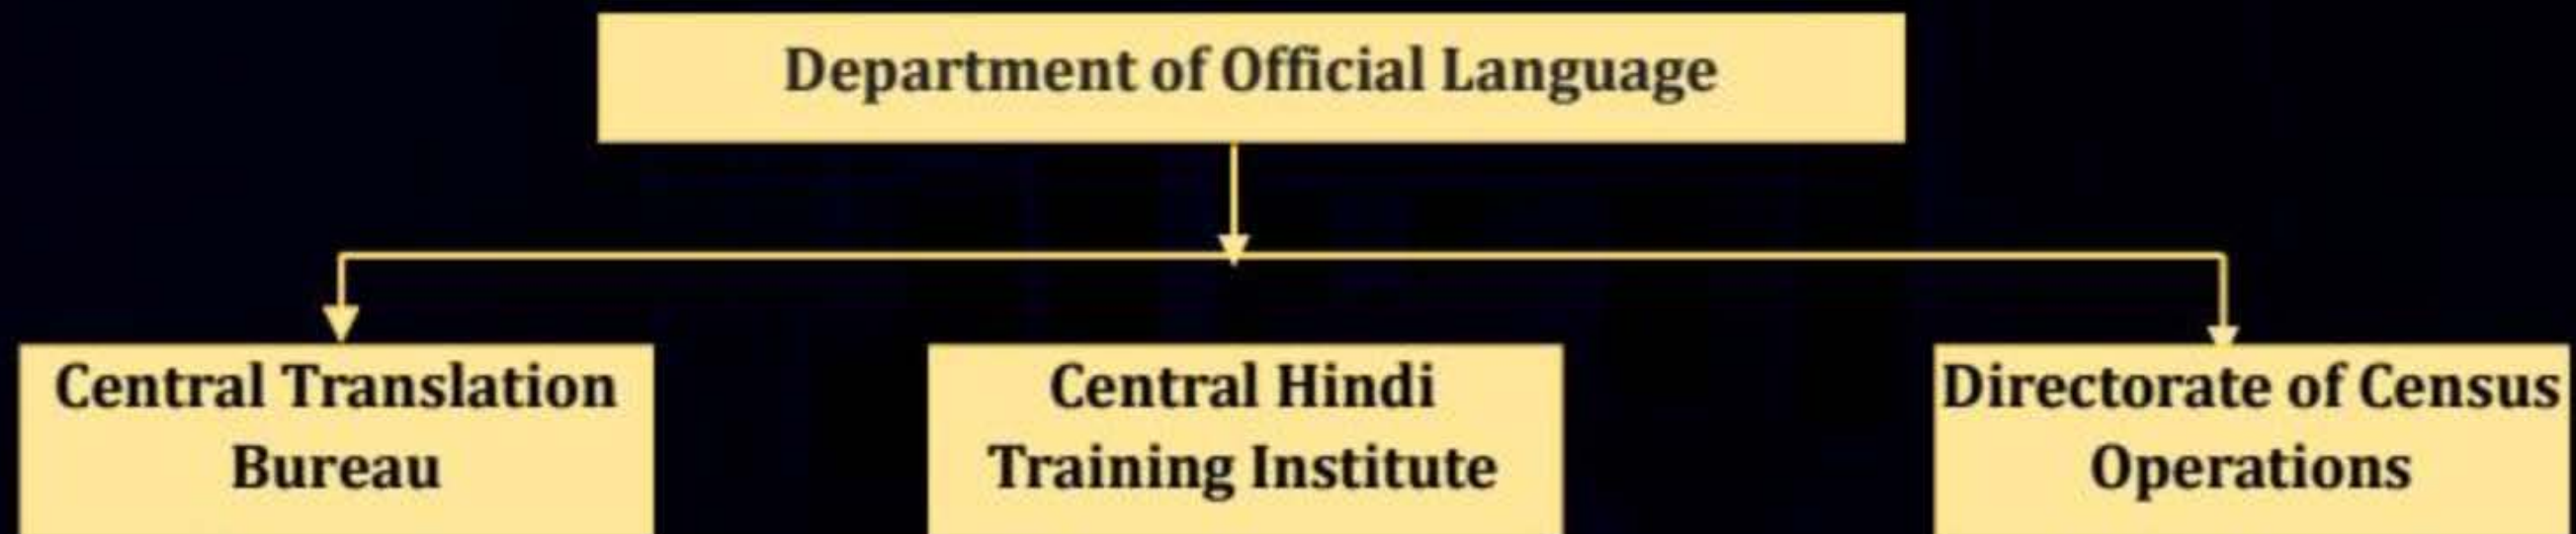 Department of Official Language
Central Translation
Bureau
Central Hindi
Training Institute
Directorate of Census
Operations